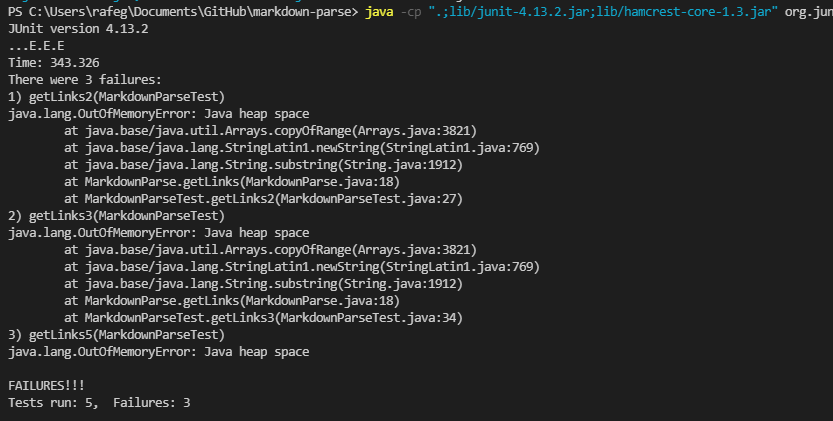 PS C:\Users\rafeg\Documents\GitHub\markdown-parse> java -cp ".;lib/junit-4.13.2.jar;lib/hamcrest-core-1.3.jar" org.jun
JUnit version 4.13.2
...E.E.E
Time: 343.326
There were 3 failures:
1) getLinks2(MarkdownParseTest)
java.lang.OutOfMemoryError: Java heap space
        at java.base/java.util.Arrays.copyOfRange(Arrays.java:3821)
        at java.base/java.lang.StringLatin1.newString(StringLatin1.java:769)
        at java.base/java.lang.String.substring(String.java:1912)
        at MarkdownParse.getLinks(MarkdownParse.java:18)
        at MarkdownParseTest.getLinks2(MarkdownParseTest.java:27)
2) getLinks3(MarkdownParseTest)
java.lang.OutOfMemoryError: Java heap space
        at java.base/java.util.Arrays.copyOfRange(Arrays.java:3821)
        at java.base/java.lang.StringLatin1.newString(StringLatin1.java:769)
        at java.base/java.lang.String.substring(String.java:1912)
        at MarkdownParse.getLinks(MarkdownParse.java:18)
        at MarkdownParseTest.getLinks3(MarkdownParseTest.java:34)
3) getLinks5(MarkdownParseTest)
java.lang.OutOfMemoryError: Java heap space

FAILURES!!!
Tests run: 5,  Failures: 3